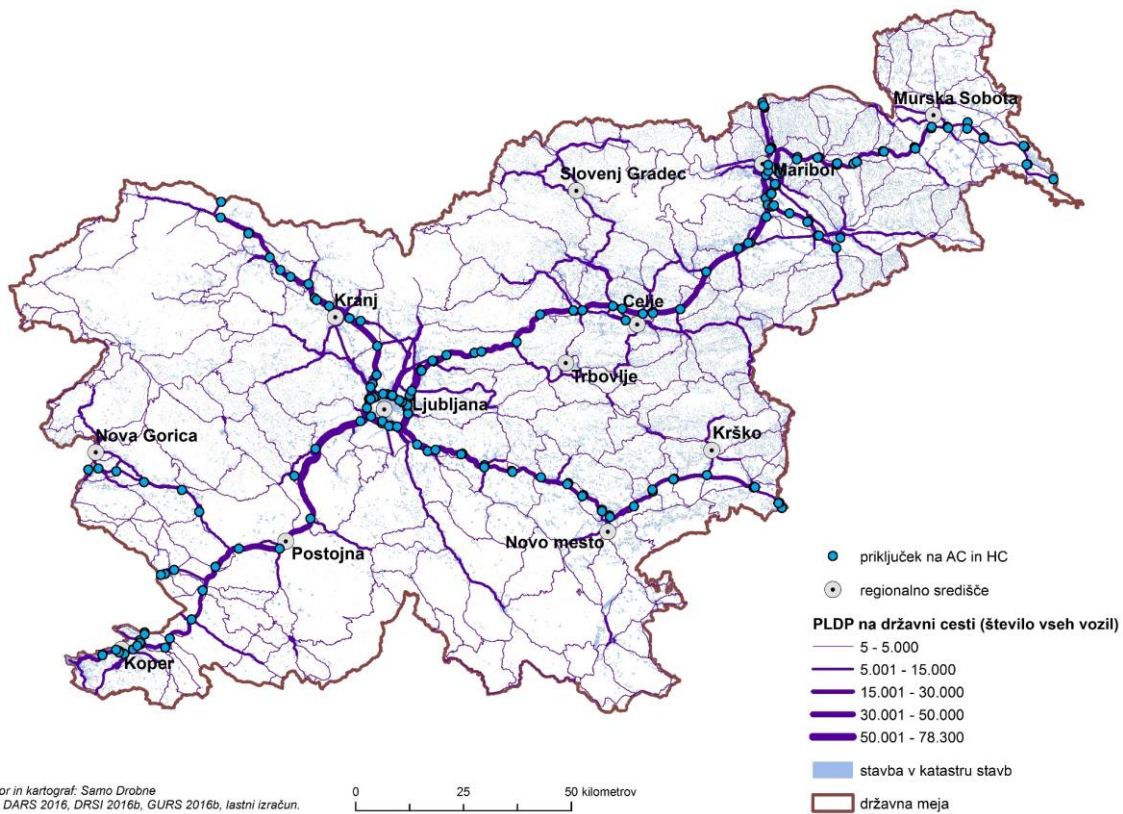 Murska Sobota
Maribor
Slovenj Gradec
Kranj
Celje
Trbovlje
Ljubljana
Nova Gorica
Krško
Novo mesto
Postojna
Koper
priključek na AC in HC
regionalno središče
PLDP na državni cesti (število vseh vozil)
5 - 5.000
5.001 - 15.000
15.001 - 30.000
30.001 - 50.000
50.001 - 78.300
stavba v katastru stavb
državna meja
or in kartograf: Samo Drobne
DARS 2016, DRSI 2016b, GURS 2016b, lastni izračun.
0 25 50 kilometrov